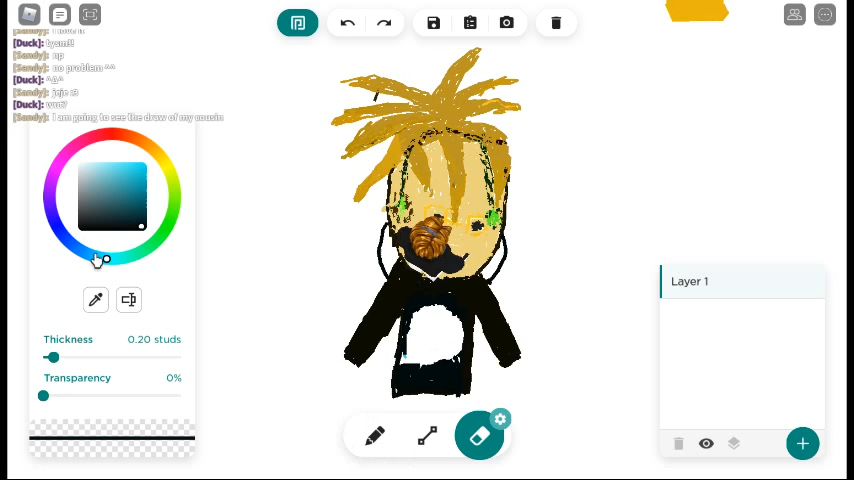 [Duck]: tysm!!
[Sandy]: np
[Sandy]: no problem ^^
[Duck]: ^△^
[Sandy]: jeje :3
[Duck]: wut?
[Sandy]: I am going to see the draw of my cousin
Thickness 0.20 studs
Transparency 0%
Layer 1